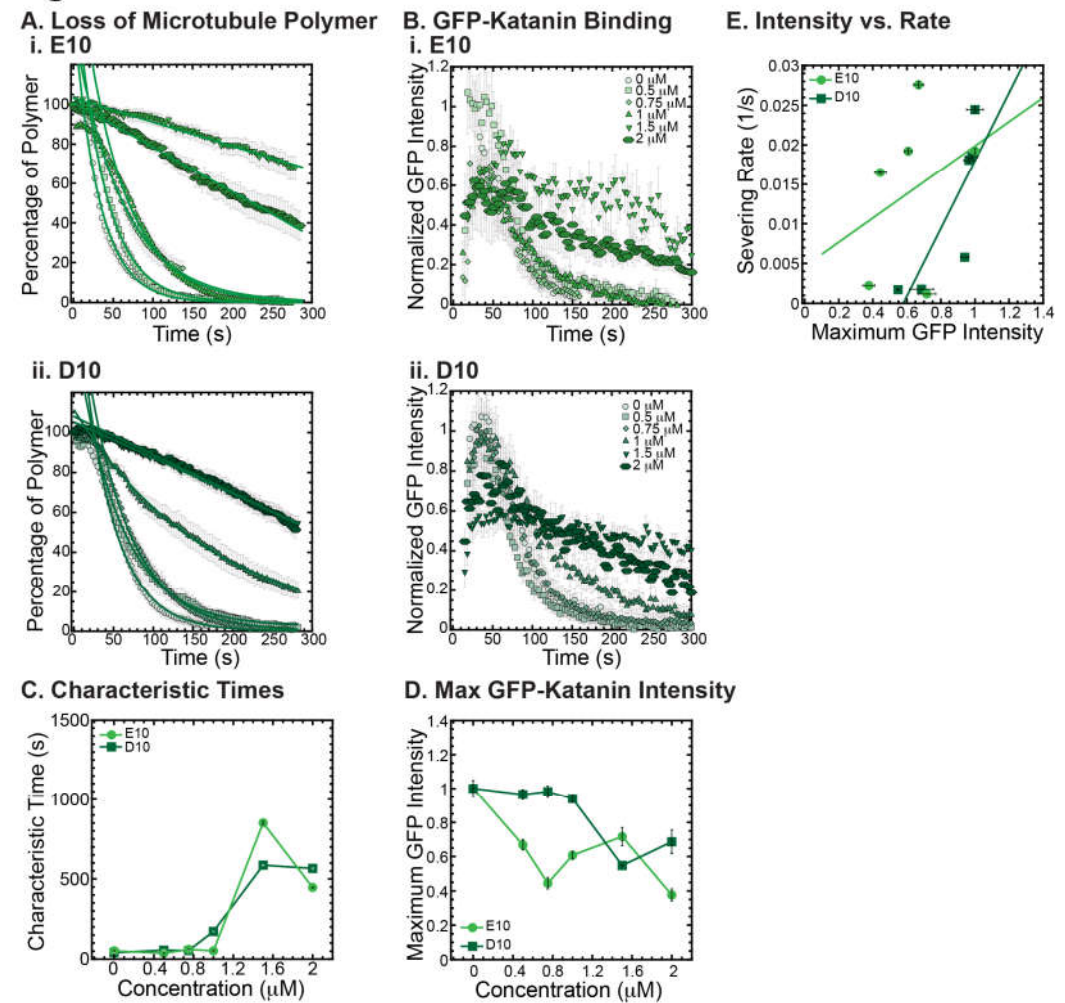 A. Loss of Microtubule Polymer
i. E10
Percentage of Polymer
100
80
60
40
20
0
0 50 100 150 200 250 300
Time (s)
B. GFP-Katanin Binding
i. E10
Normalized GFP Intensity
1.2
1
0.8
0.6
0.4
0.2
0
0 μM
0.5 μM
0.75 μM
1 μM
1.5 μM
2 μM
0 50 100 150 200 250 300
Time (s)
E. Intensity vs. Rate
Severing Rate (1/s)
0.03
0.025
0.02
0.015
0.01
0.005
0
E10
D10
0 0.2 0.4 0.6 0.8 1 1.2 1.4
Maximum GFP Intensity
ii. D10
Percentage of Polymer
100
80
60
40
20
0
0 50 100 150 200 250 300
Time (s)
ii. D10
Normalized GFP Intensity
1.2
1
0.8
0.6
0.4
0.2
0
0 μM
0.5 μM
0.75 μM
1 μM
1.5 μM
2 μM
0 50 100 150 200 250 300
Time (s)
C. Characteristic Times
Characteristic Time (s)
1500
1000
500
0
E10
D10
0 0.4 0.8 1.2 1.6 2
Concentration (μM)
D. Max GFP-Katanin Intensity
Maximum GFP Intensity
1.4
1.2
1
0.8
0.6
0.4
0.2
0
E10
D10
0 0.4 0.8 1.2 1.6 2
Concentration (μM)